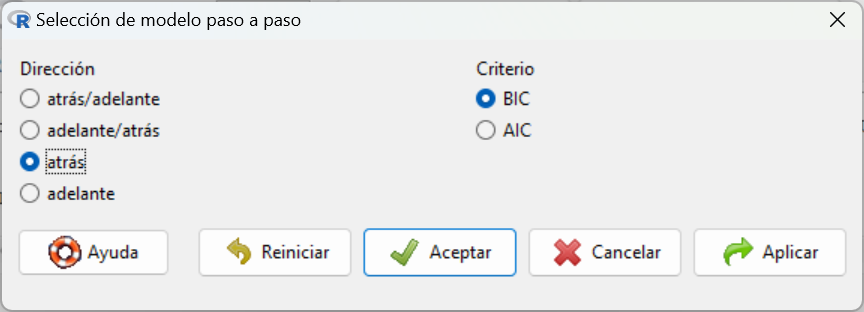 Selección de modelo paso a paso
Dirección
Criterio
atrás/adelante
BIC
adelante/atrás
AIC
atrás
adelante
Ayuda
Reiniciar
Aceptar
Cancelar
Aplicar